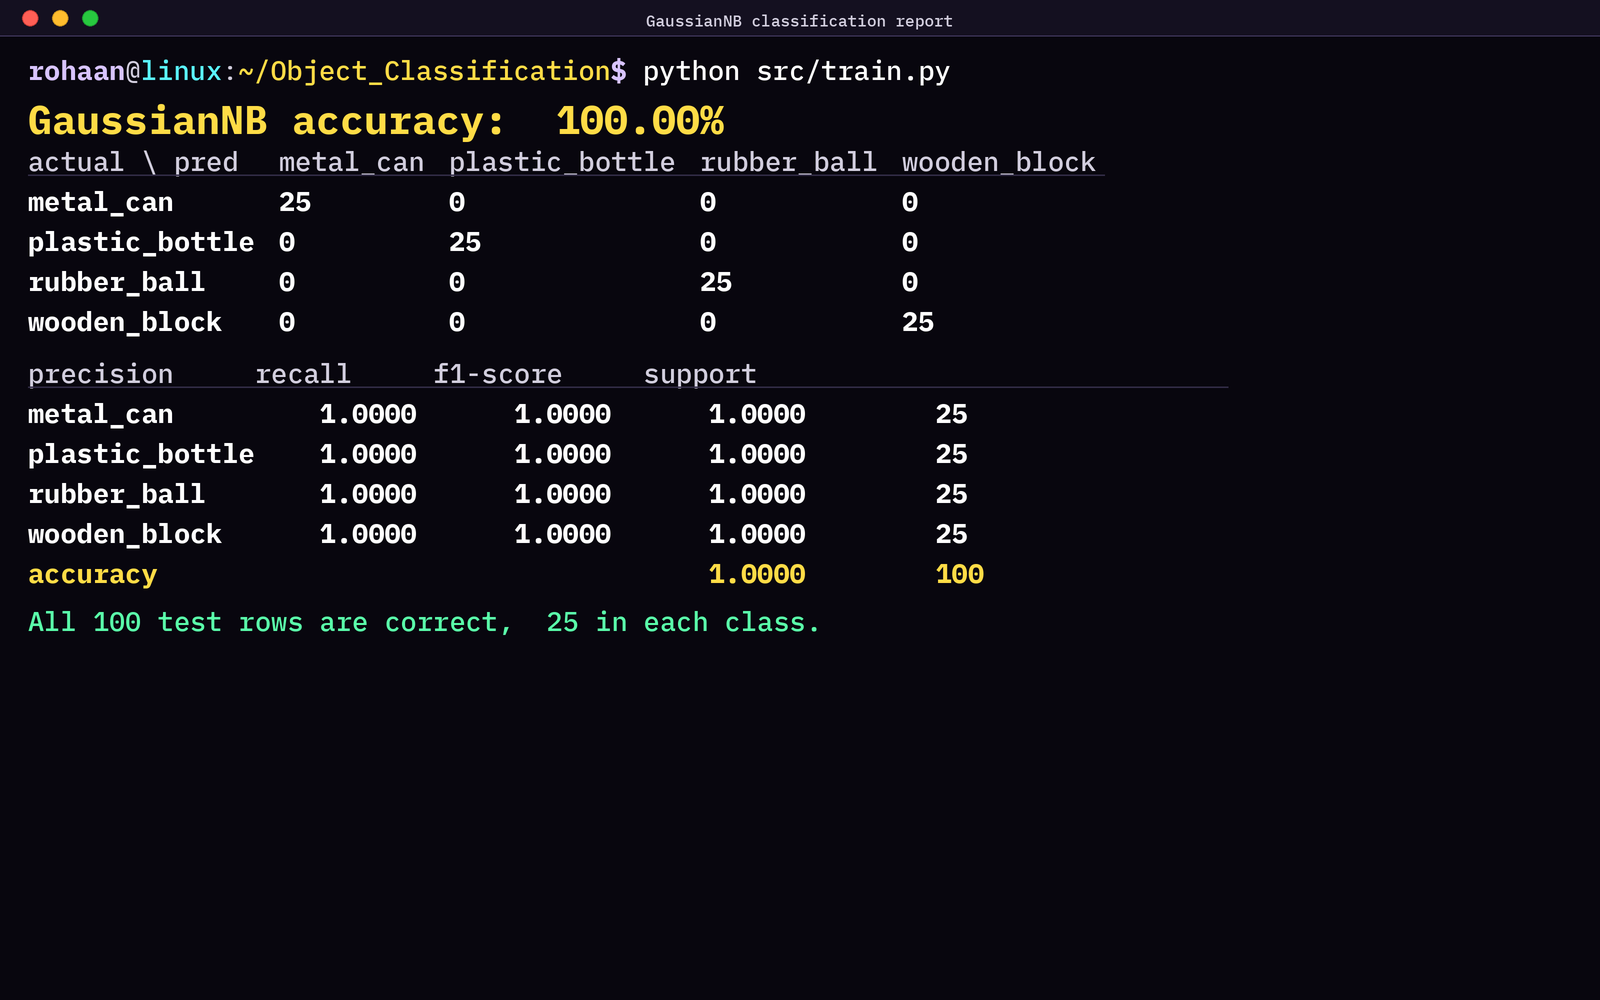 GaussianNB classification report
rohaan@linux:~/Object_Classification$ python src/train.py
GaussianNB accuracy: 100.00%
actual \ pred metal_can plastic_bottle rubber_ball wooden_block
metal_can 25 0 0 0
plastic_bottle 0 25 0 0
rubber_ball 0 0 25 0
wooden_block 0 0 0 25
precision recall f1-score support
metal_can 1.0000 1.0000 1.0000 25
plastic_bottle 1.0000 1.0000 1.0000 25
rubber_ball 1.0000 1.0000 1.0000 25
wooden_block 1.0000 1.0000 1.0000 25
accuracy 1.0000 100
All 100 test rows are correct, 25 in each class.